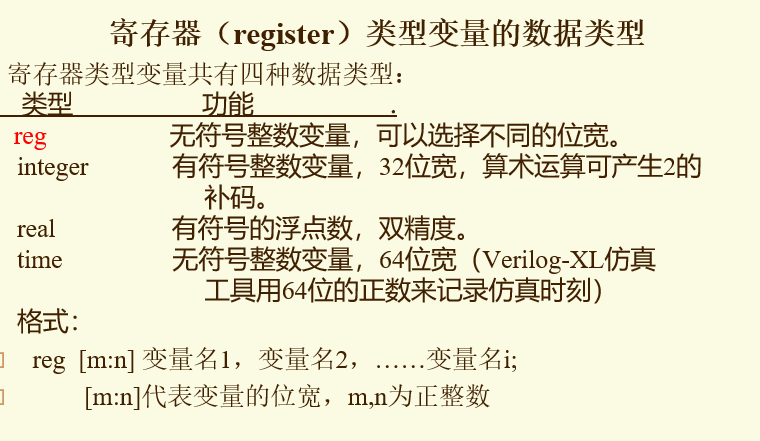 寄存器（register）类型变量的数据类型
寄存器类型变量共有四种数据类型：
类型 功能 .
reg 无符号整数变量，可以选择不同的位宽。
integer 有符号整数变量，32位宽，算术运算可产生2的
补码。
real 有符号的浮点数，双精度。
time 无符号整数变量，64位宽（Verilog-XL仿真
工具用64位的正数来记录仿真时刻）
格式：
reg [m:n] 变量名1，变量名2，……变量名i;
[m:n]代表变量的位宽，m,n为正整数